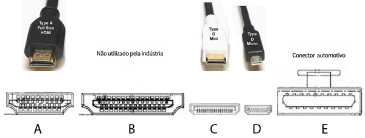 Type A
Full Size
HDMI
Não utilizado pela indústria
Type
C
Mini
Type
D
Micro
Conector automotivo
A
B
C
D
E